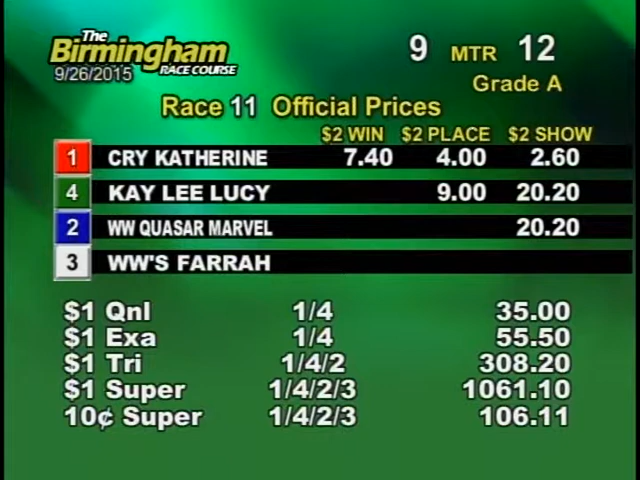 The
Birmingham
RACE COURSE
9/26/2015
9 MTR 12
Grade A
Race 11 Official Prices
$2 WIN $2 PLACE $2 SHOW
1 CRY KATHERINE 7.40 4.00 2.60
4 KAY LEE LUCY 9.00 20.20
2 WW QUASAR MARVEL 20.20
3 WW'S FARRAH
$1 Qnl 1/4 35.00
$1 Exa 1/4 55.50
$1 Tri 1/4/2 308.20
$1 Super 1/4/2/3 1061.10
10¢ Super 1/4/2/3 106.11